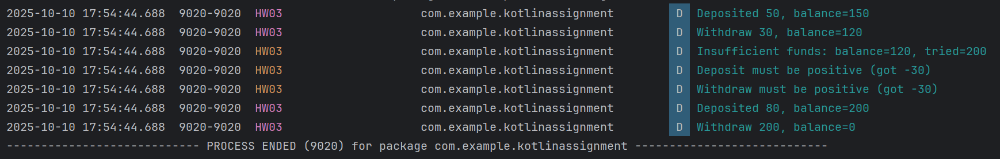 2025-10-10 17:54:44.688 9020-9020 HW03 com.example.kotlinassignment D Deposited 50, balance=150
2025-10-10 17:54:44.688 9020-9020 HW03 com.example.kotlinassignment D Withdraw 30, balance=120
2025-10-10 17:54:44.688 9020-9020 HW03 com.example.kotlinassignment D Insufficient funds: balance=120, tried=200
2025-10-10 17:54:44.688 9020-9020 HW03 com.example.kotlinassignment D Deposit must be positive (got -30)
2025-10-10 17:54:44.688 9020-9020 HW03 com.example.kotlinassignment D Withdraw must be positive (got -30)
2025-10-10 17:54:44.688 9020-9020 HW03 com.example.kotlinassignment D Deposited 80, balance=200
2025-10-10 17:54:44.688 9020-9020 HW03 com.example.kotlinassignment D Withdraw 200, balance=0
---------------------------- PROCESS ENDED (9020) for package com.example.kotlinassignment ----------------------------